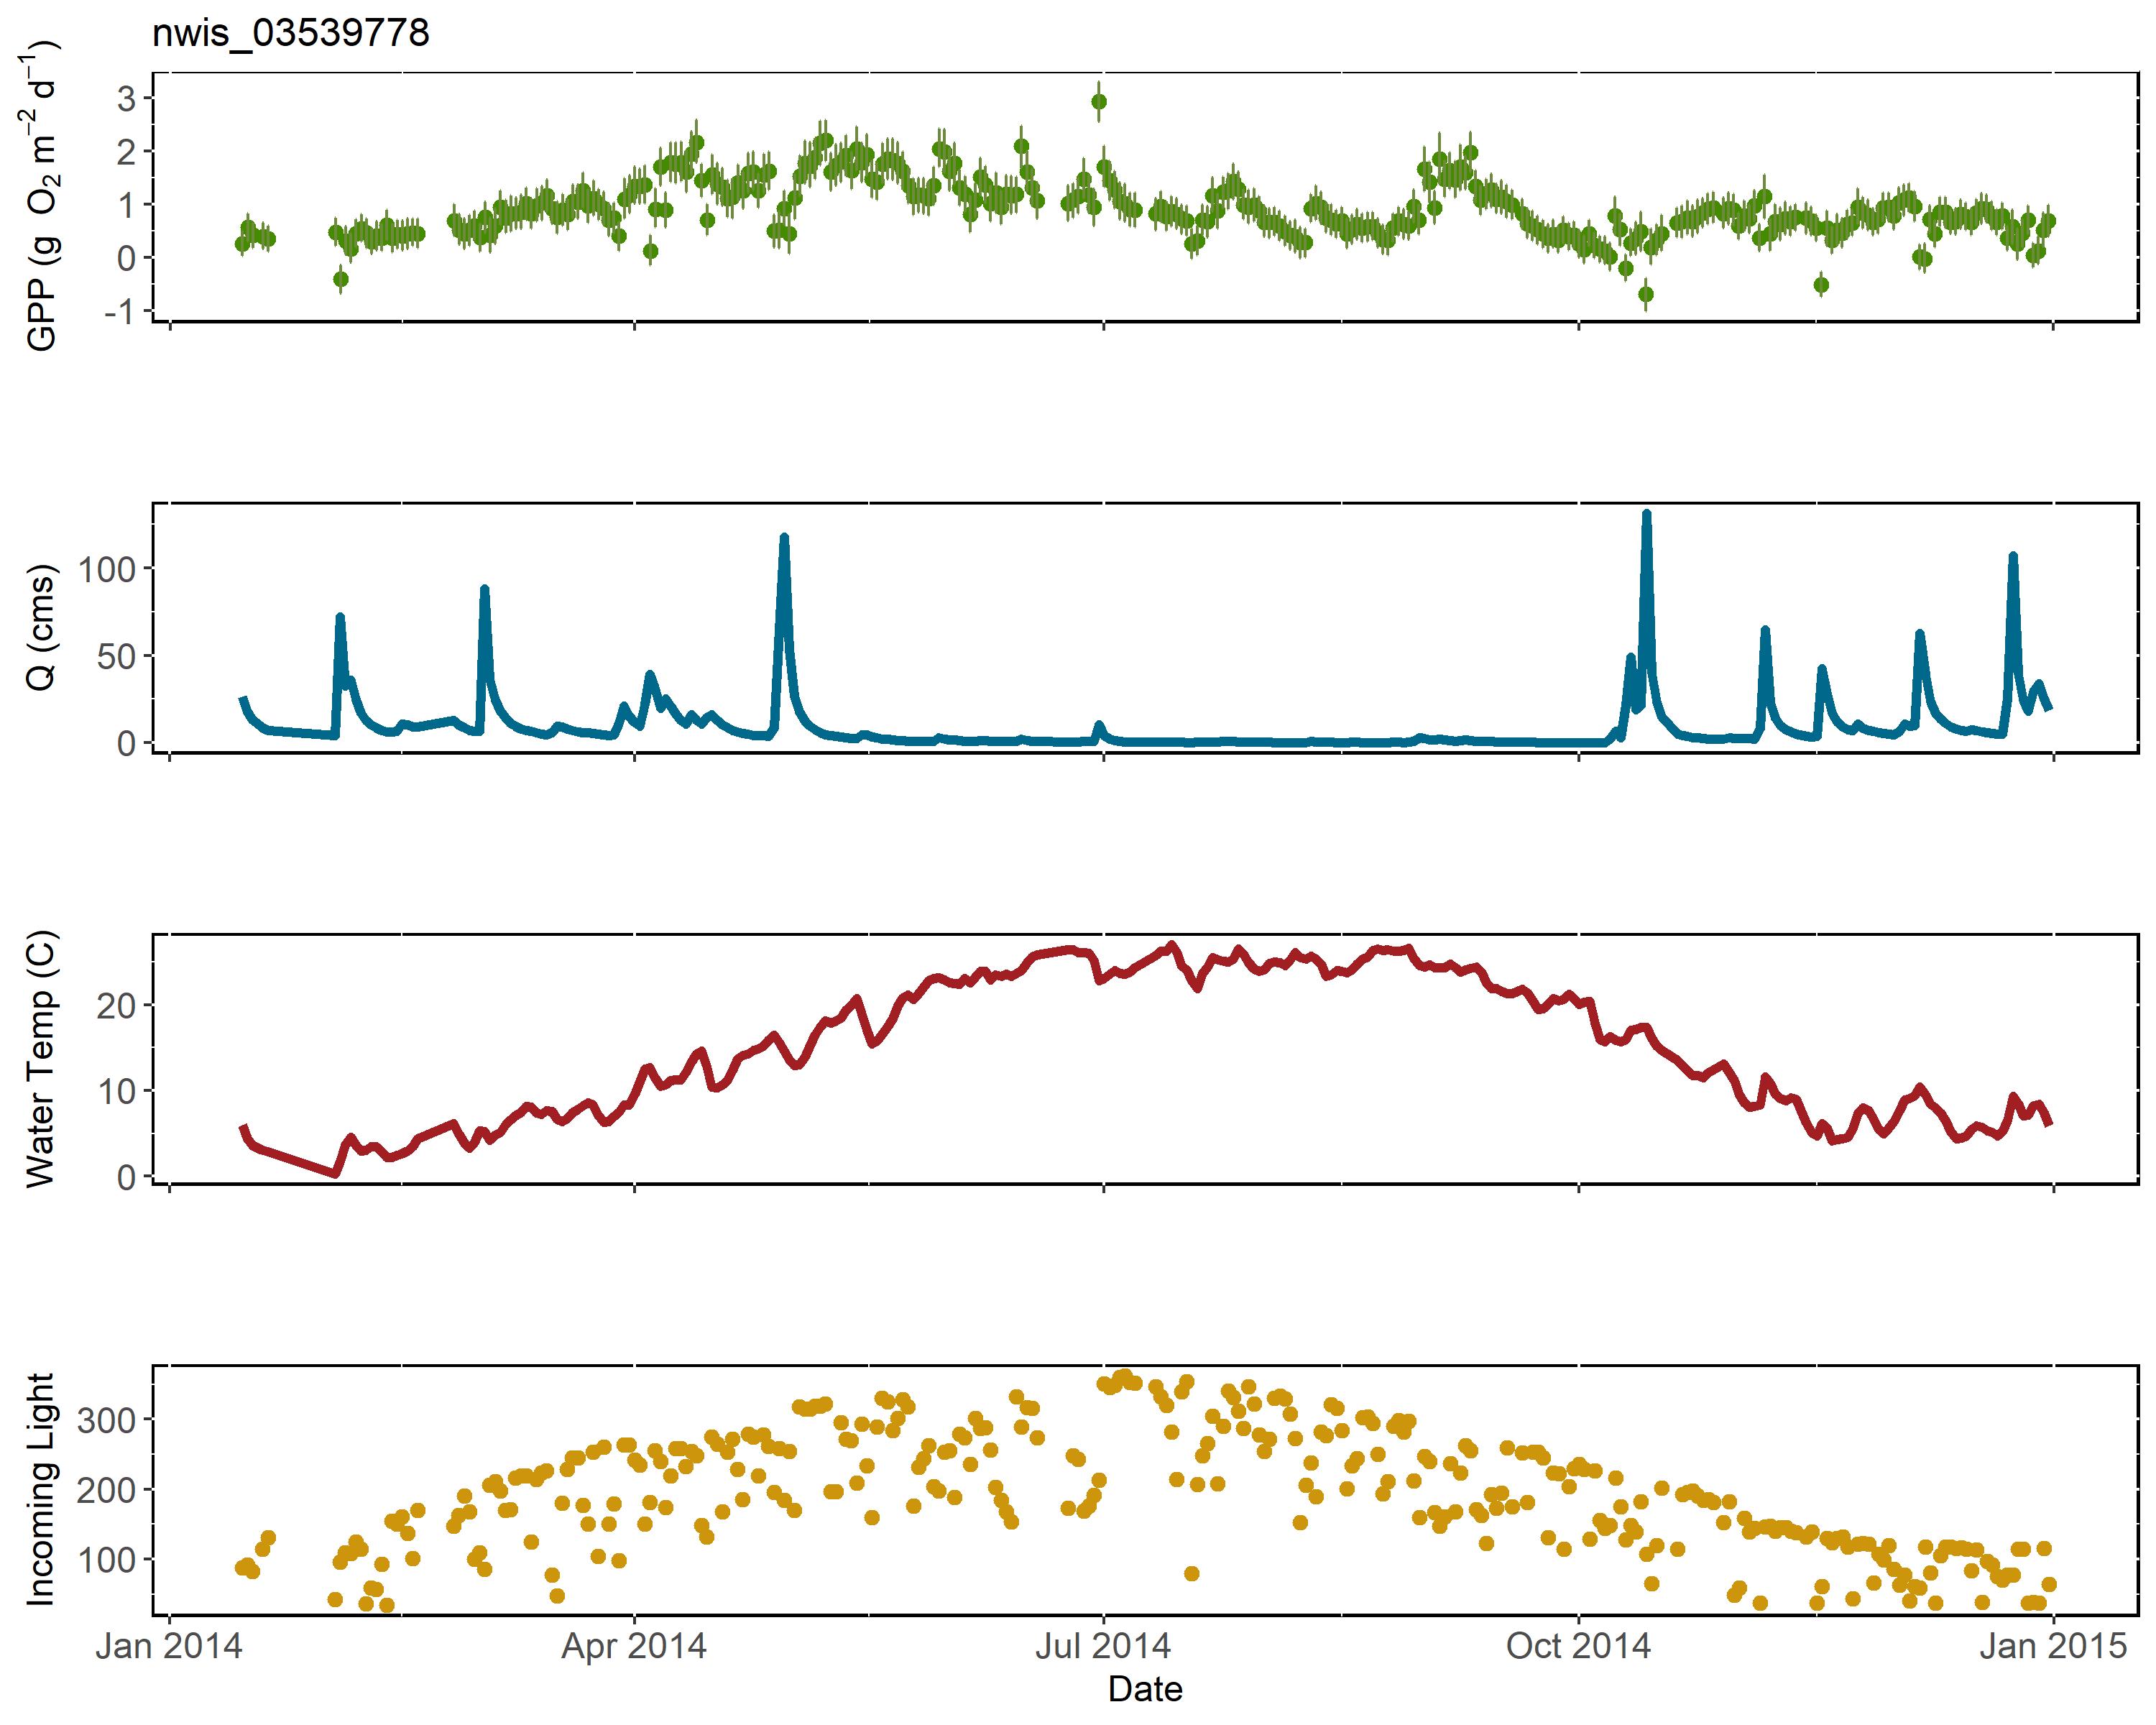 nwis_03539778
GPP (g O₂ m⁻² d⁻¹)
3
2
1
0
-1
Q (cms)
100
50
0
Water Temp (C)
20
10
0
Incoming Light
300
200
100
Jan 2014 Apr 2014 Jul 2014 Oct 2014 Jan 2015
Date